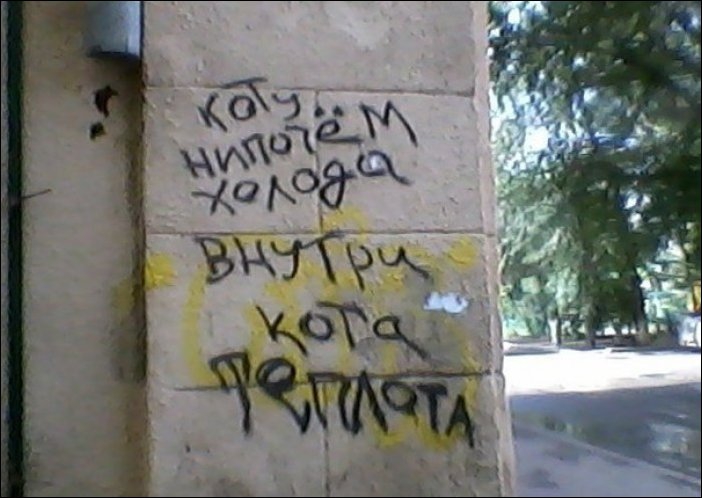 коту
нипочём
холода
внутри
кота
теплота